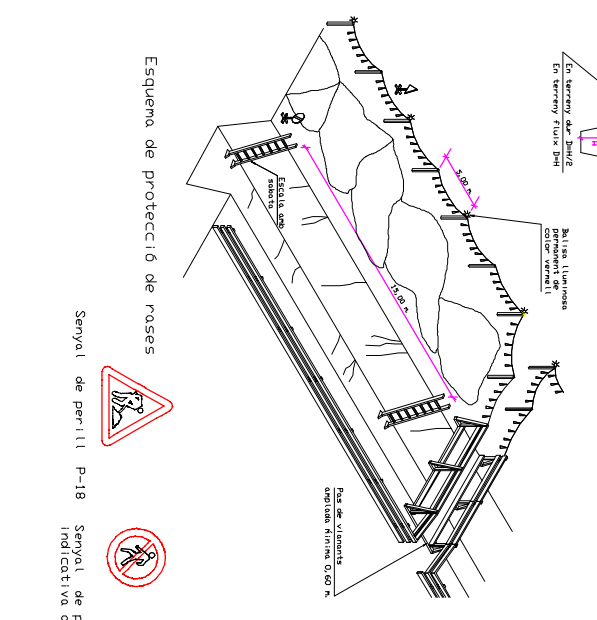 En terreny dur D=H/2
En terreny fluix D=H
H
5,00 m.
Balisa lluminosa
permanent de
color vermell
Esquema de protecció de rases
Escala amb
sabata
15,00 m.
Pas de vianants
amplada mínima 0,60 m.
Senyal de perill P-18
Senyal de p
indicativa